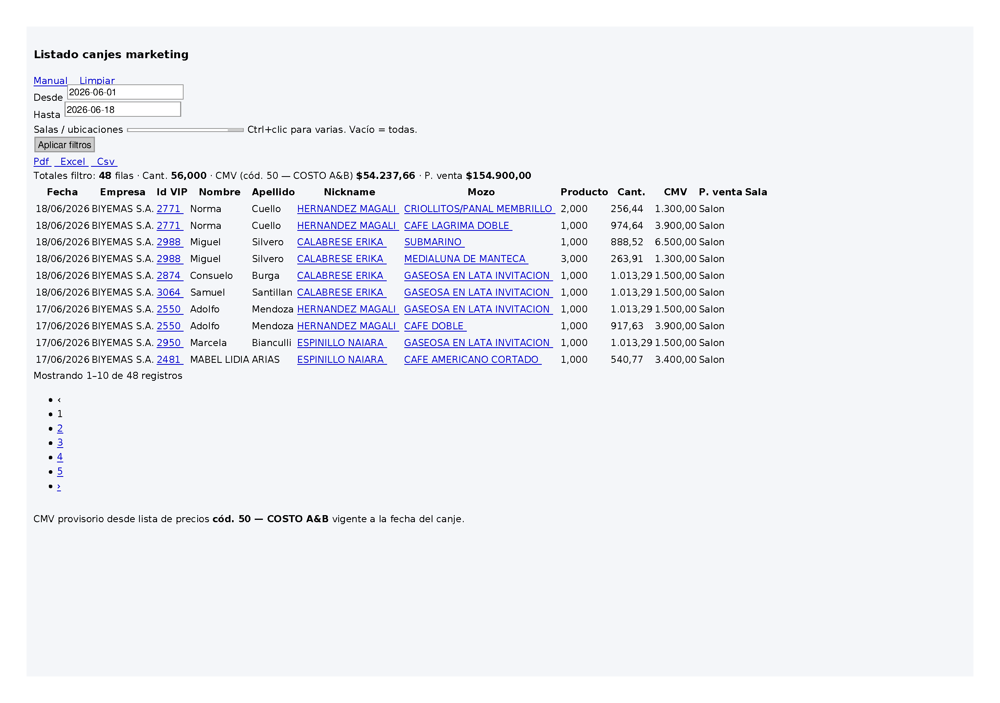 Listado canjes marketing
Manual Limpiar
Desde 2026-06-01
Hasta 2026-06-18
Salas / ubicaciones Ctrl+clic para varias. Vacío = todas.
Aplicar filtros
Pdf Excel Csv
Totales filtro: 48 filas · Cant. 56,000 · CMV (cód. 50 — COSTO A&B) $54.237,66 · P. venta $154.900,00
Fecha Empresa Id VIP Nombre Apellido Nickname Mozo Producto Cant. CMV P. venta Sala
18/06/2026 BIYEMAS S.A. 2771 Norma Cuello HERNANDEZ MAGALI CRIOLLITOS/PANAL MEMBRILLO 2,000 256,44 1.300,00 Salon
18/06/2026 BIYEMAS S.A. 2771 Norma Cuello HERNANDEZ MAGALI CAFE LAGRIMA DOBLE 1,000 974,64 3.900,00 Salon
18/06/2026 BIYEMAS S.A. 2988 Miguel Silvero CALABRESE ERIKA SUBMARINO 1,000 888,52 6.500,00 Salon
18/06/2026 BIYEMAS S.A. 2988 Miguel Silvero CALABRESE ERIKA MEDIALUNA DE MANTECA 3,000 263,91 1.300,00 Salon
18/06/2026 BIYEMAS S.A. 2874 Consuelo Burga CALABRESE ERIKA GASEOSA EN LATA INVITACION 1,000 1.013,29 1.500,00 Salon
18/06/2026 BIYEMAS S.A. 3064 Samuel Santillan CALABRESE ERIKA GASEOSA EN LATA INVITACION 1,000 1.013,29 1.500,00 Salon
17/06/2026 BIYEMAS S.A. 2550 Adolfo Mendoza HERNANDEZ MAGALI GASEOSA EN LATA INVITACION 1,000 1.013,29 1.500,00 Salon
17/06/2026 BIYEMAS S.A. 2550 Adolfo Mendoza HERNANDEZ MAGALI CAFE DOBLE 1,000 917,63 3.900,00 Salon
17/06/2026 BIYEMAS S.A. 2950 Marcela Bianculli ESPINILLO NAIARA GASEOSA EN LATA INVITACION 1,000 1.013,29 1.500,00 Salon
17/06/2026 BIYEMAS S.A. 2481 MABEL LIDIA ARIAS ESPINILLO NAIARA CAFE AMERICANO CORTADO 1,000 540,77 3.400,00 Salon
Mostrando 1–10 de 48 registros
• ‹
• 1
• 2
• 3
• 4
• 5
• ›
CMV provisorio desde lista de precios cód. 50 — COSTO A&B vigente a la fecha del canje.